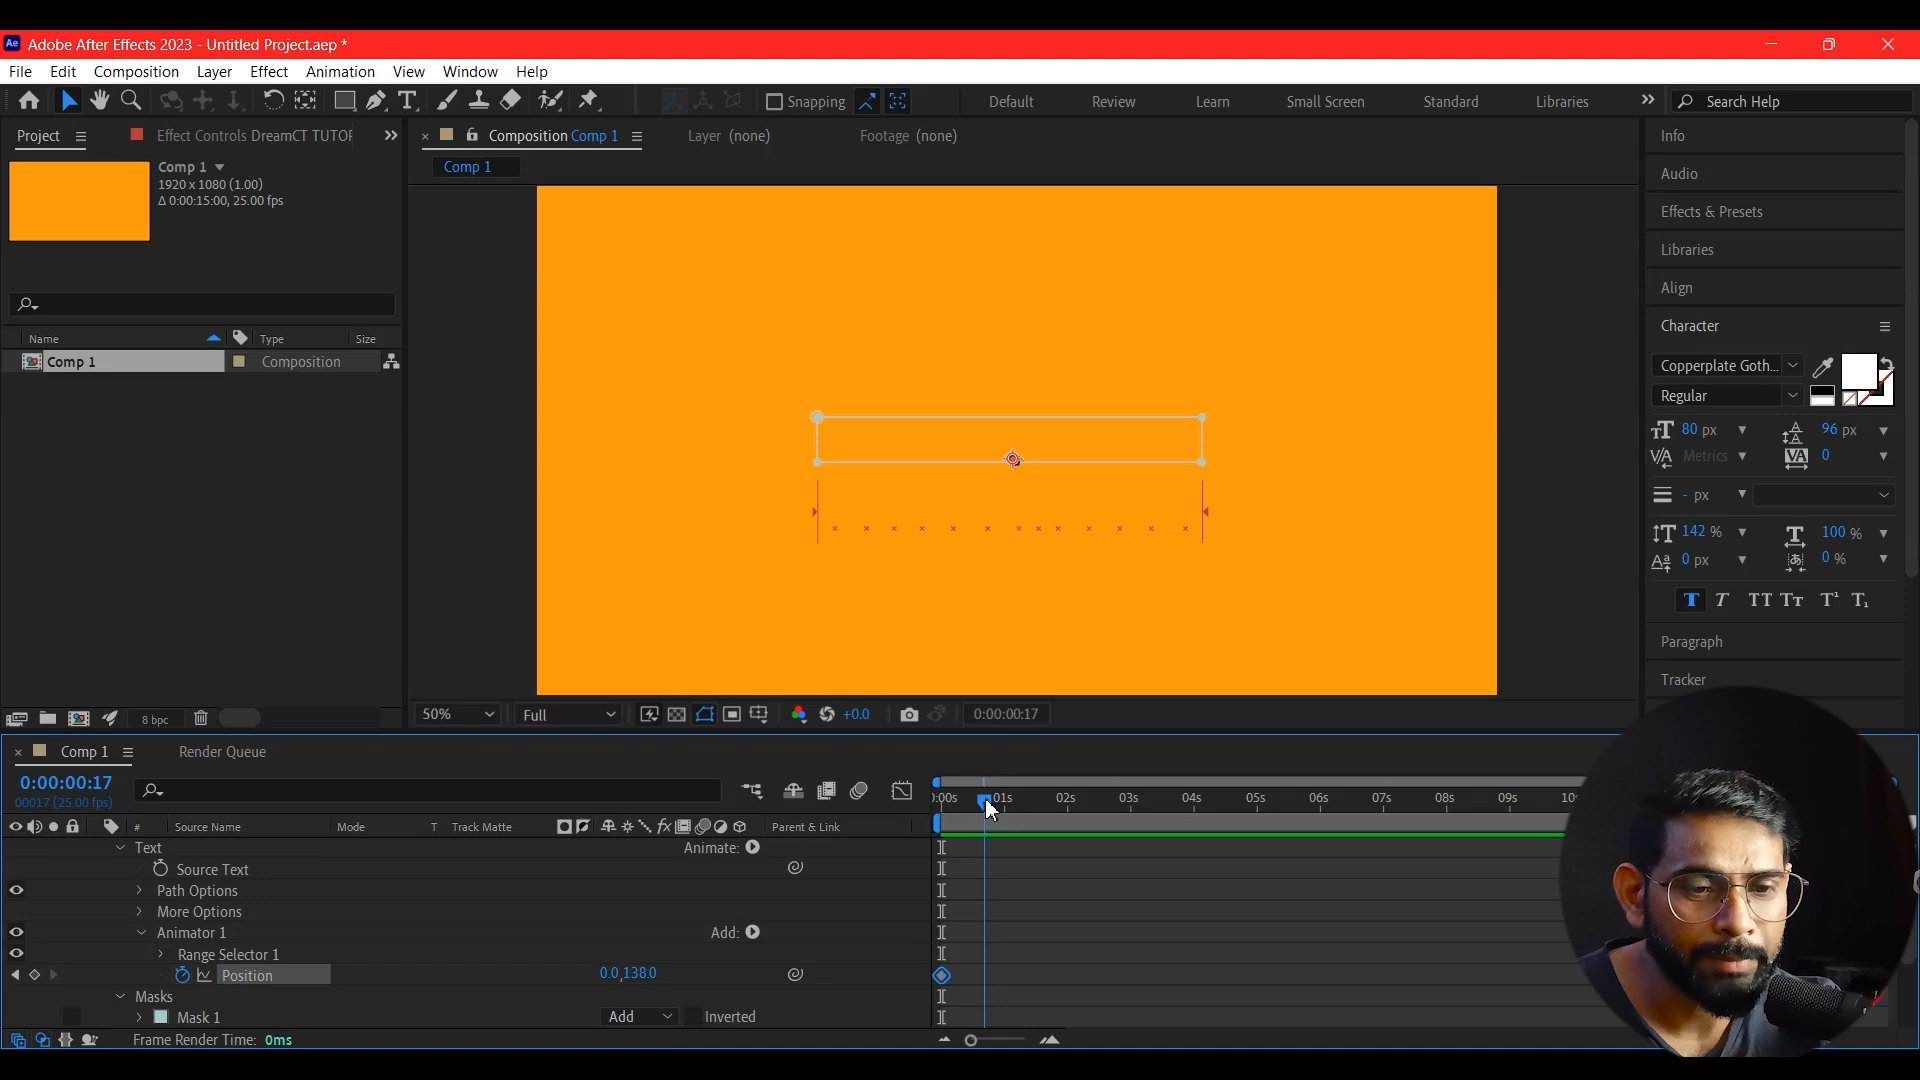 Ae Adobe After Effects 2023 - Untitled Project.aep *
File Edit Composition Layer Effect Animation View Window Help
Snapping Default Review Learn Small Screen Standard Libraries Search Help
Project Effect Controls DreamCT TUTOR Composition Comp 1 Layer (none) Footage (none) Info
Comp 1
Comp 1
1920 x 1080 (1.00)
Δ 0:00:15:00, 25.00 fps
Audio
Effects & Presets
Libraries
Align
Character
Name Type Size
Comp 1 Composition
Copperplate Goth...
Regular
80 px 96 px
Metrics 0
- px
142 % 100 %
0 px 0 %
T T TT Tт T¹ T₁
Paragraph
Tracker
8 bpc 50% Full +0.0 0:00:00:17
Comp 1 Render Queue
0:00:00:17
00017 (25.00 fps)
0:00s 01s 02s 03s 04s 05s 06s 07s 08s 09s 10
# Source Name Mode T Track Matte fx Parent & Link
Text Animate:
Source Text
Path Options
More Options
Animator 1 Add:
Range Selector 1
Position 0.0,138.0
Masks
Mask 1 Add Inverted
Frame Render Time: 0ms